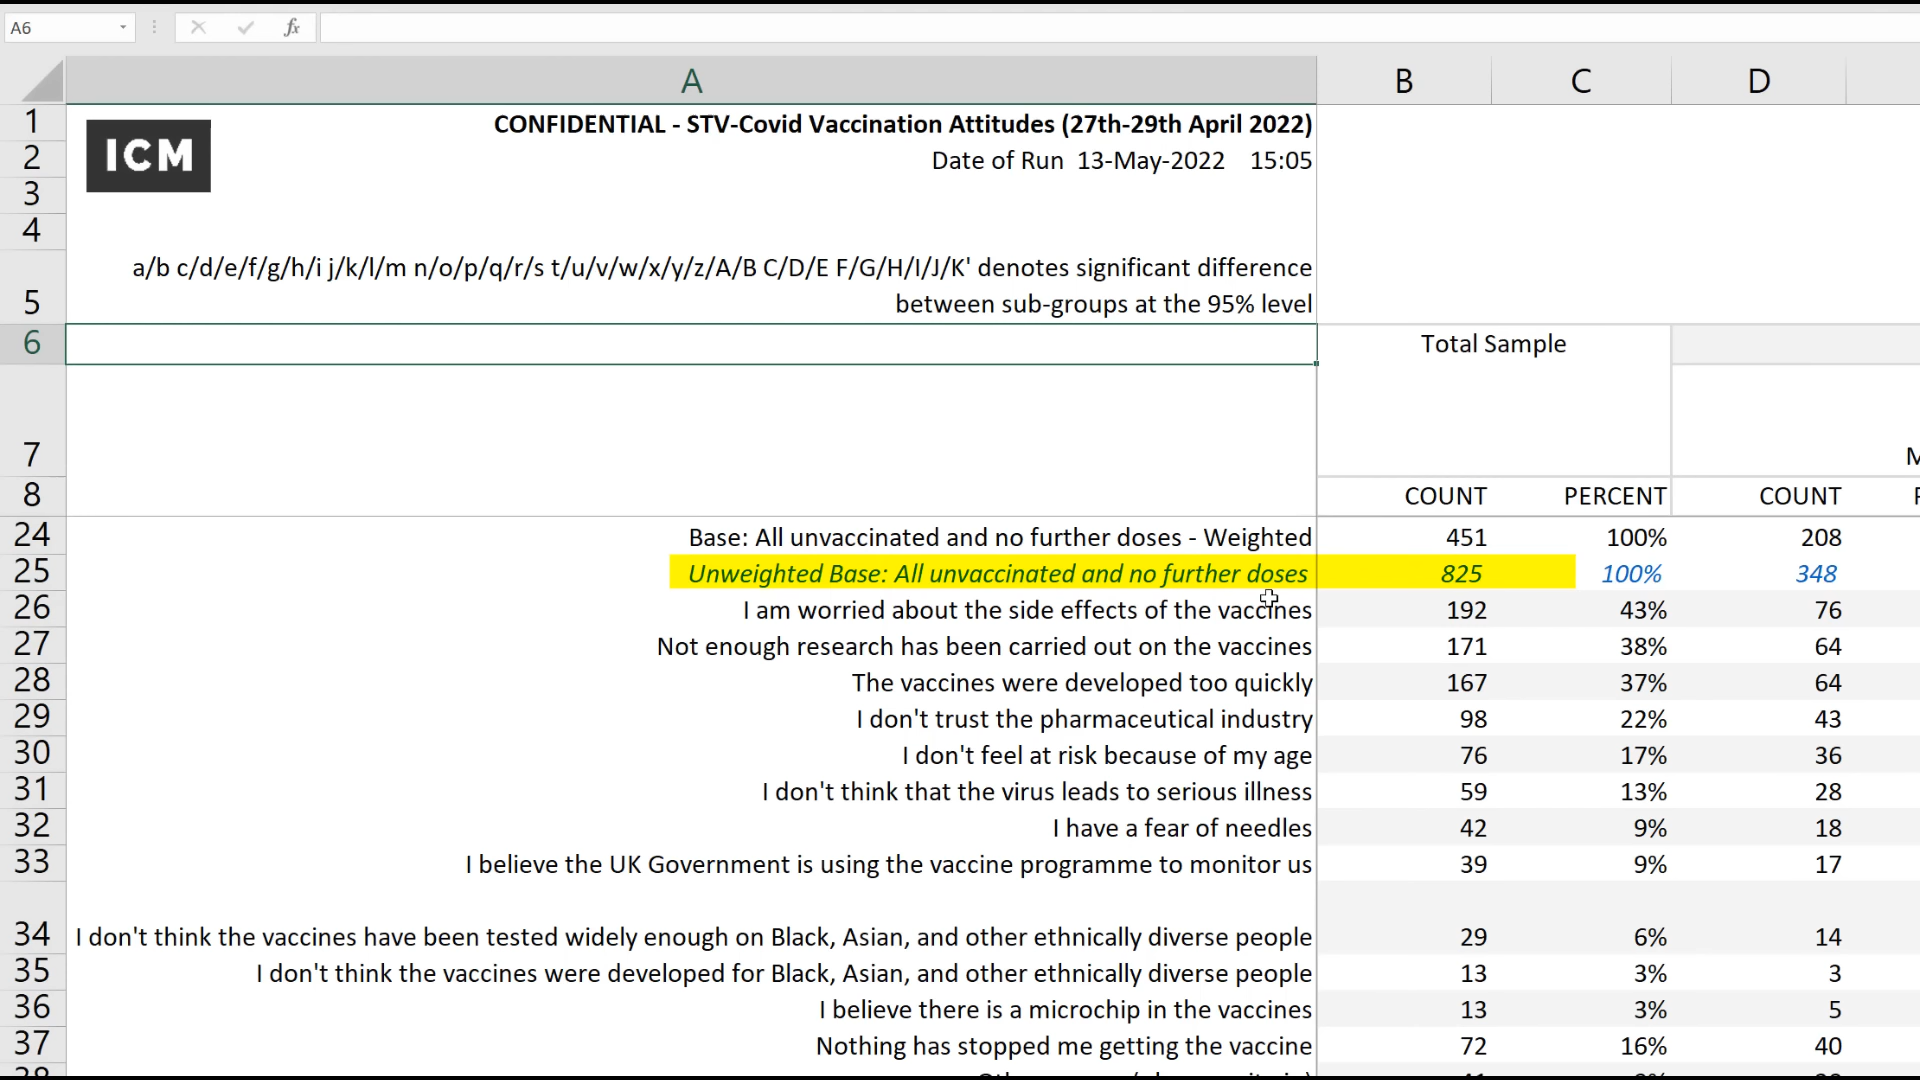 A6 fx
A B C D
1 CONFIDENTIAL - STV-Covid Vaccination Attitudes (27th-29th April 2022)
ICM
2 Date of Run 13-May-2022 15:05
3
4
a/b c/d/e/f/g/h/i j/k/l/m n/o/p/q/r/s t/u/v/w/x/y/z/A/B C/D/E F/G/H/I/J/K' denotes significant difference
5 between sub-groups at the 95% level
6 Total Sample
7
8 COUNT PERCENT COUNT
24 Base: All unvaccinated and no further doses - Weighted 451 100% 208
25 Unweighted Base: All unvaccinated and no further doses 825 100% 348
26 I am worried about the side effects of the vaccines 192 43% 76
27 Not enough research has been carried out on the vaccines 171 38% 64
28 The vaccines were developed too quickly 167 37% 64
29 I don't trust the pharmaceutical industry 98 22% 43
30 I don't feel at risk because of my age 76 17% 36
31 I don't think that the virus leads to serious illness 59 13% 28
32 I have a fear of needles 42 9% 18
33 I believe the UK Government is using the vaccine programme to monitor us 39 9% 17
34 I don't think the vaccines have been tested widely enough on Black, Asian, and other ethnically diverse people 29 6% 14
35 I don't think the vaccines were developed for Black, Asian, and other ethnically diverse people 13 3% 3
36 I believe there is a microchip in the vaccines 13 3% 5
37 Nothing has stopped me getting the vaccine 72 16% 40